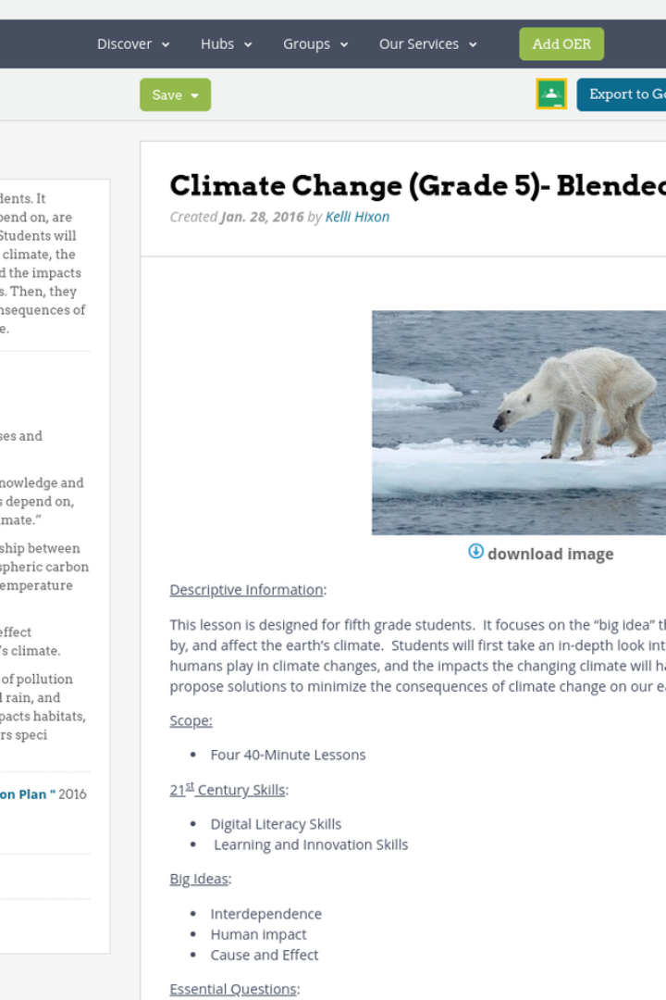 Discover Hubs Groups Our Services Add OER
Save Export to
dents. It
pend on, are
Students will
climate, the
d the impacts
s. Then, they
nsequences of
e.
ses and
nowledge and
s depend on,
mate.”
ship between
spheric carbon
emperature
effect
's climate.
of pollution
l rain, and
pacts habitats,
rs speci
on Plan " 2016
Climate Change (Grade 5)- Blended
Created Jan. 28, 2016 by Kelli Hixon
download image
Descriptive Information:
This lesson is designed for fifth grade students.  It focuses on the “big idea” th
by, and affect the earth’s climate.  Students will first take an in-depth look int
humans play in climate changes, and the impacts the changing climate will ha
propose solutions to minimize the consequences of climate change on our ea
Scope:
• Four 40-Minute Lessons
21st Century Skills:
• Digital Literacy Skills
• Learning and Innovation Skills
Big Ideas:
• Interdependence
• Human impact
• Cause and Effect
Essential Questions: